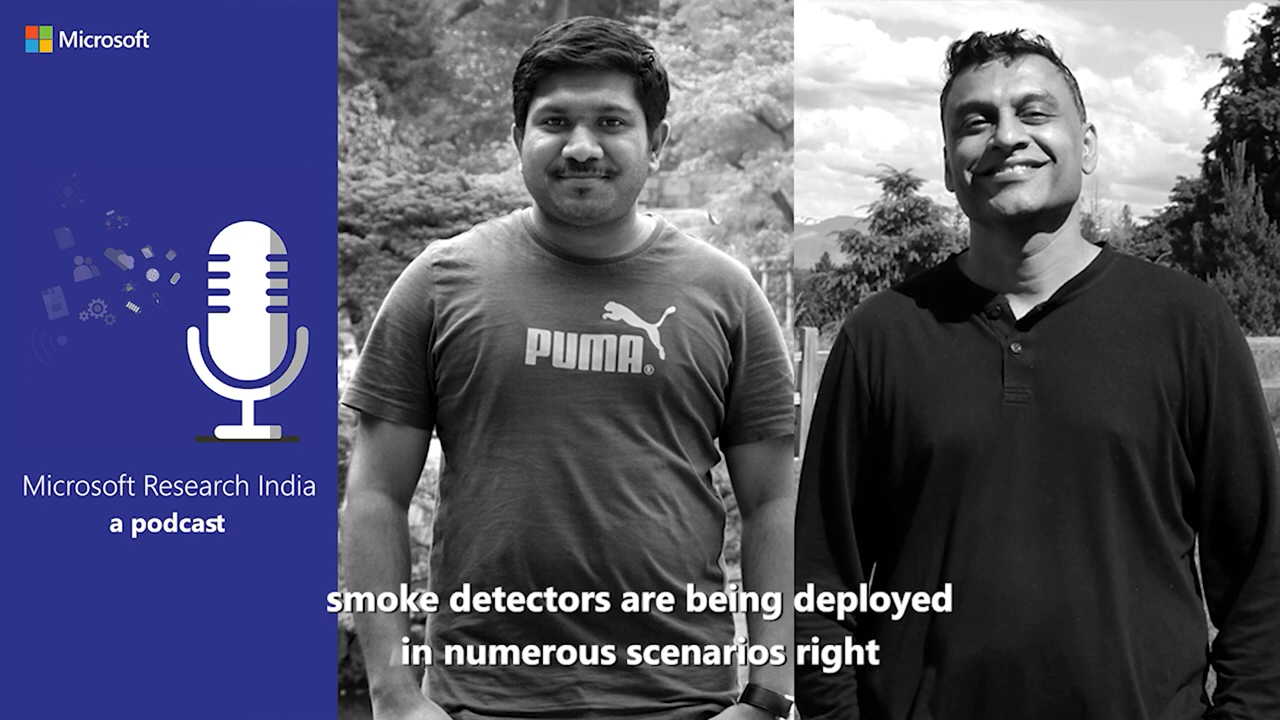 Microsoft
Microsoft Research India
a podcast
PUMA®
smoke detectors are being deployed
in numerous scenarios right